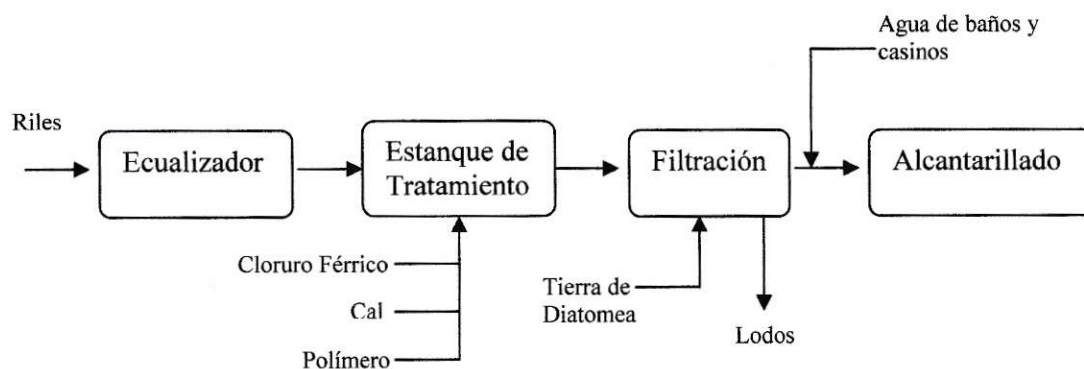 Agua de baños y
casinos
Riles
Ecualizador
Estanque de
Tratamiento
Filtración
Alcantarillado
Cloruro Férrico
Cal
Polímero
Tierra de
Diatomea
Lodos